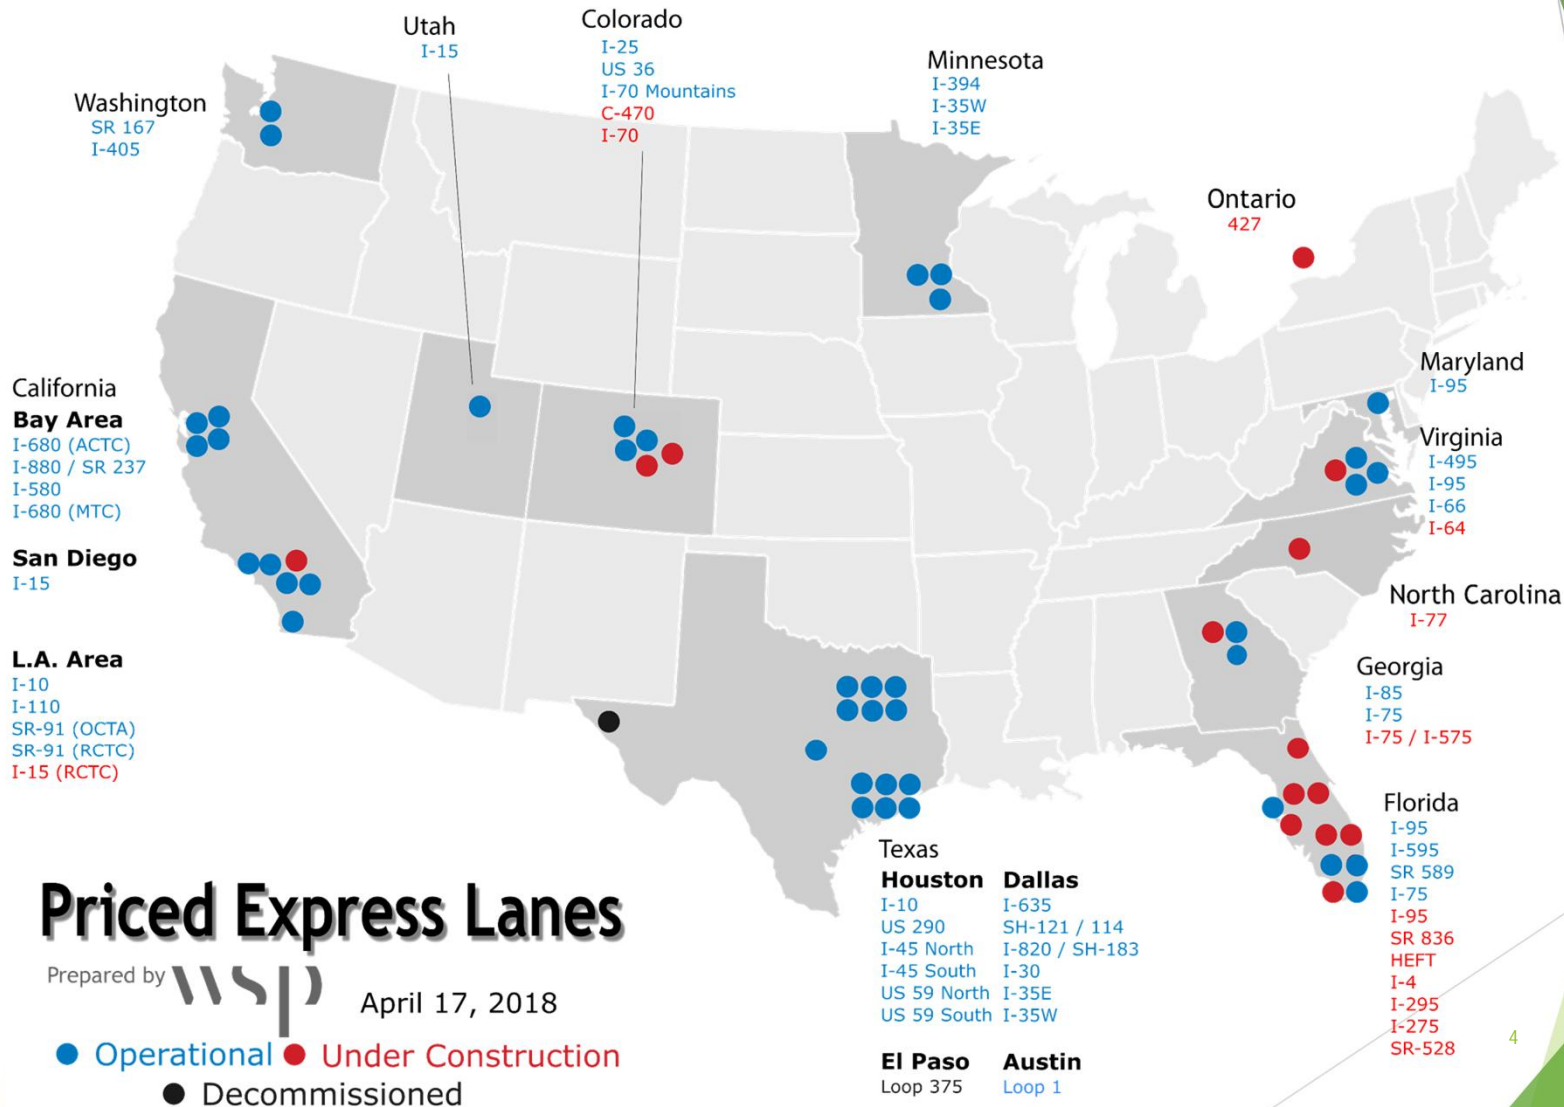 Utah
I-15
Colorado
I-25
US 36
I-70 Mountains
C-470
I-70
Minnesota
I-394
I-35W
I-35E
Washington
SR 167
I-405
Ontario
427
California
Bay Area
I-680 (ACTC)
I-880 / SR 237
I-580
I-680 (MTC)
San Diego
I-15
L.A. Area
I-10
I-110
SR-91 (OCTA)
SR-91 (RCTC)
I-15 (RCTC)
Maryland
I-95
Virginia
I-495
I-95
I-66
I-64
North Carolina
I-77
Georgia
I-85
I-75
I-75 / I-575
Florida
I-95
I-595
SR 589
I-75
I-95
SR 836
HEFT
I-4
I-295
I-275
SR-528
Texas
Houston
I-10
US 290
I-45 North
I-45 South
US 59 North
US 59 South
Dallas
I-635
SH-121 / 114
I-820 / SH-183
I-30
I-35E
I-35W
El Paso
Loop 375
Austin
Loop 1
Priced Express Lanes
Prepared by wsp
April 17, 2018
Operational
Under Construction
Decommissioned
4